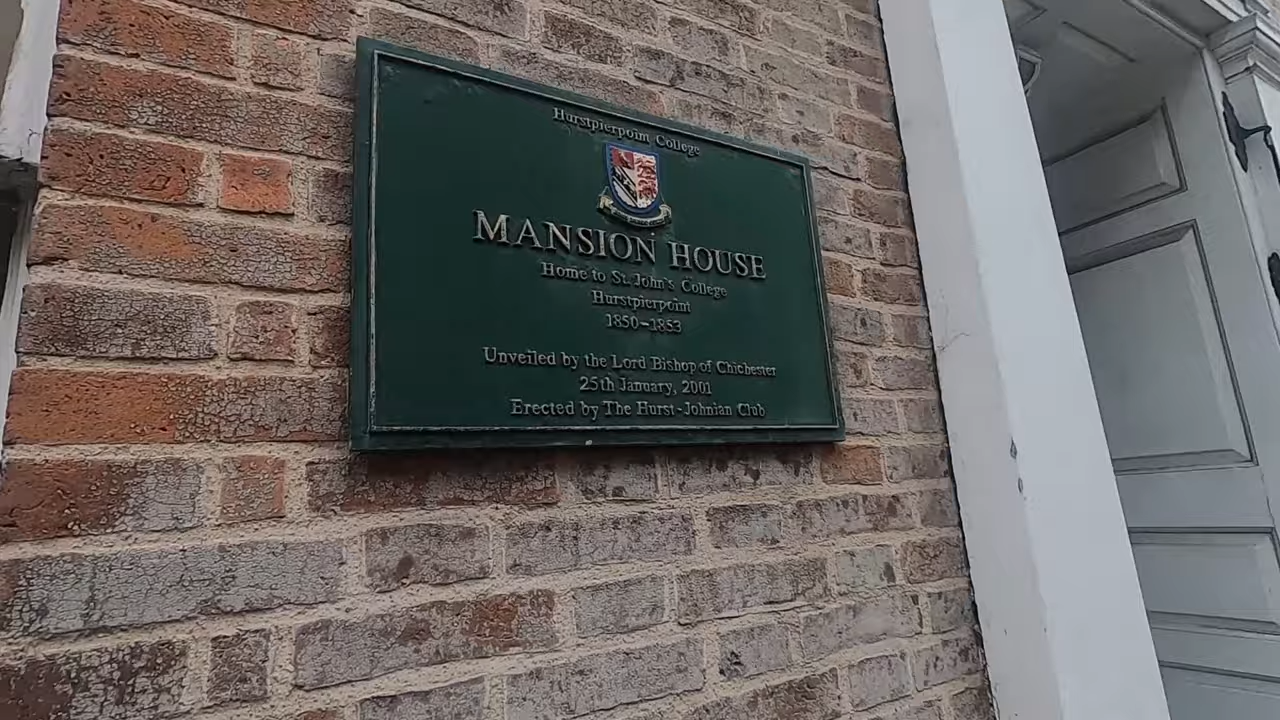 Hurstpierpoint College
MANSION HOUSE
Home to St. John's College
Hurstpierpoint
1850-1853
Unveiled by the Lord Bishop of Chichester
25th January, 2001
Erected by The Hurst-Johnian Club